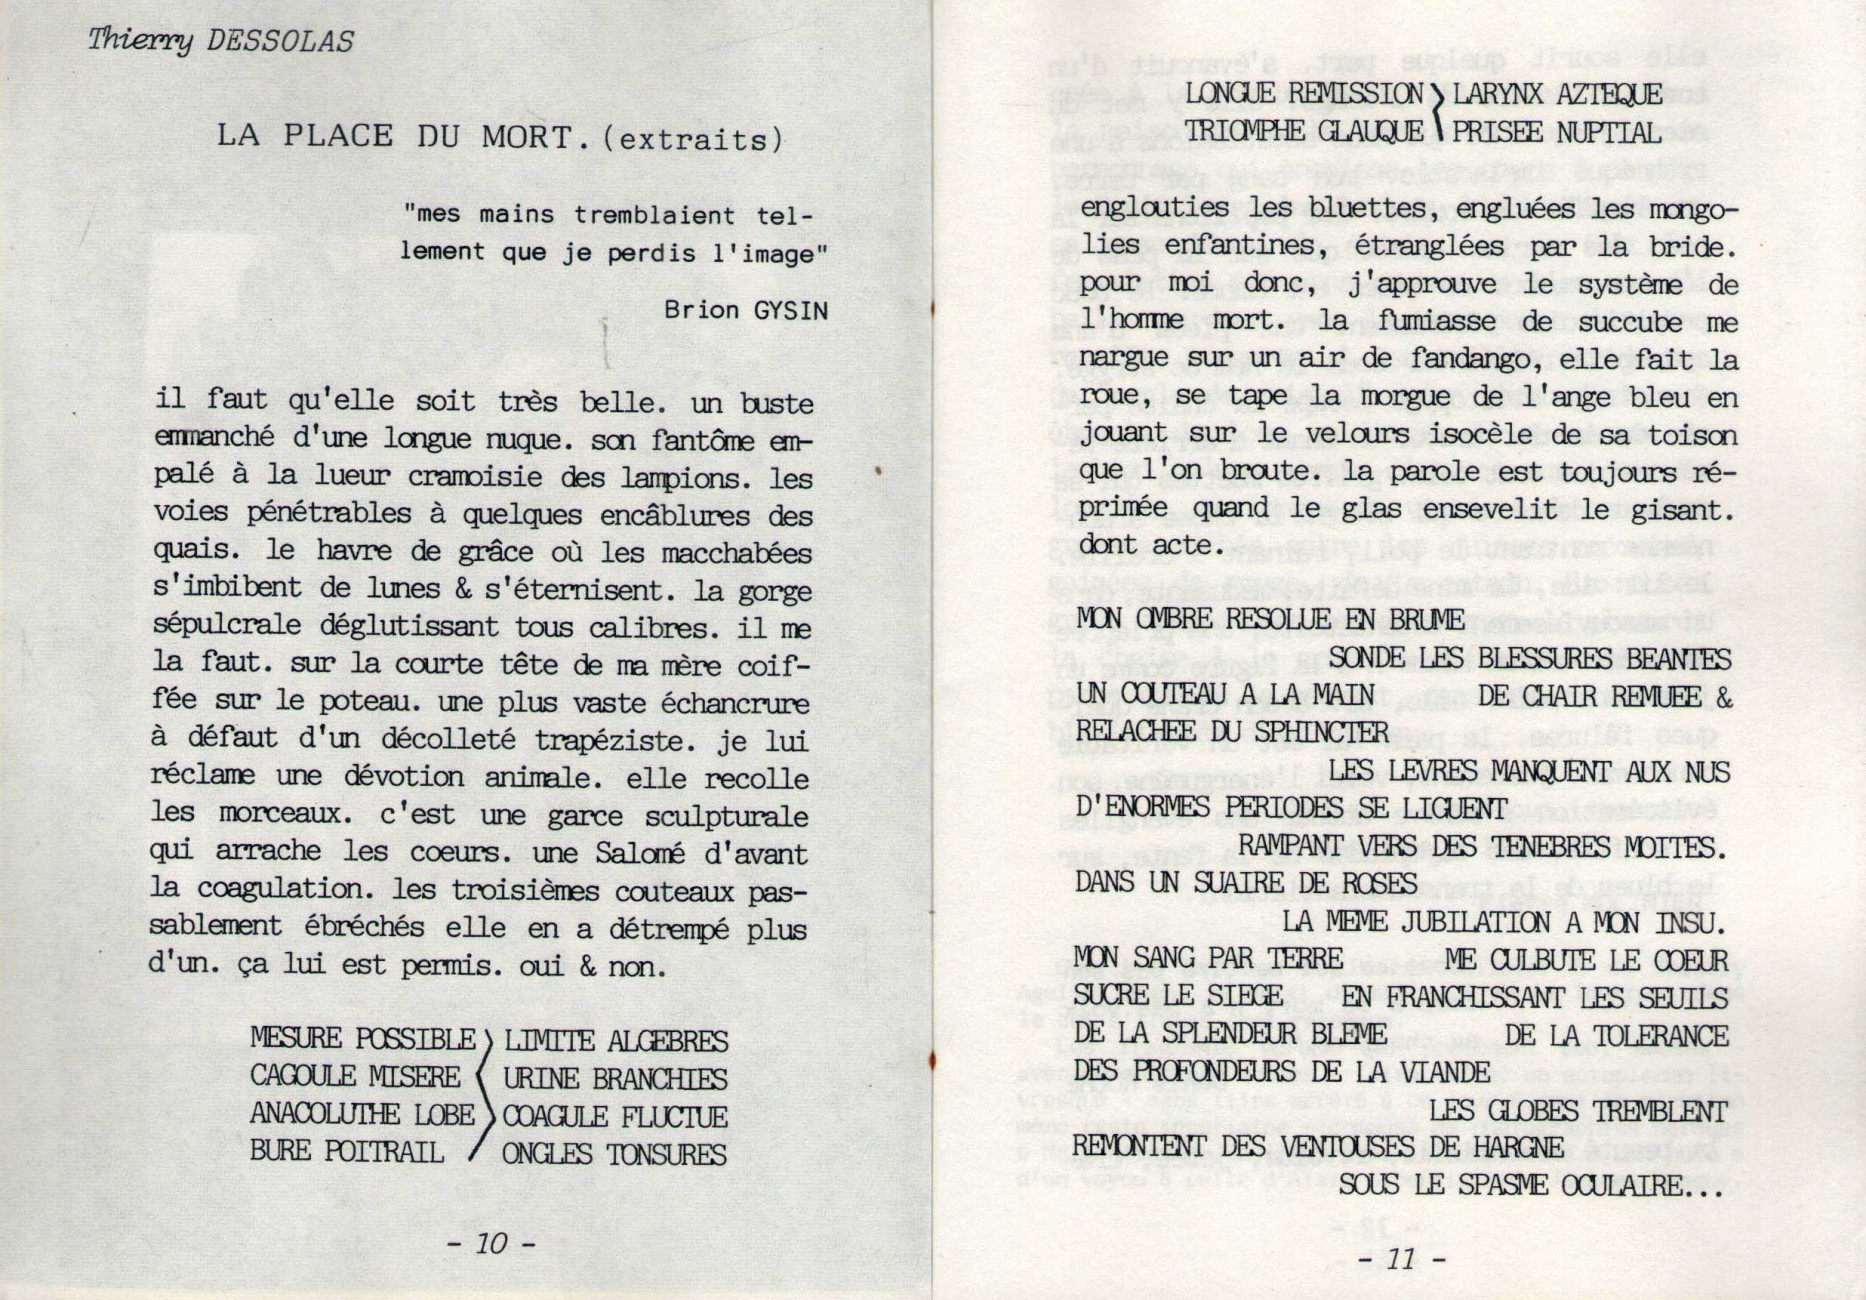 Thierry DESSOLAS
LA PLACE DU MORT. (extraits)
"mes mains tremblaient tel-
lement que je perdis l'image"
Brion GYSIN
il faut qu'elle soit très belle. un buste
emmanché d'une longue nuque. son fantôme em-
palé à la lueur cramoisie des lampions. les
voies pénétrables à quelques encâblures des
quais. le havre de grâce où les macchabées
s'imbibent de lunes & s'éternisent. la gorge
sépulcrale déglutissant tous calibres. il me
la faut. sur la courte tête de ma mère coif-
fée sur le poteau. une plus vaste échancrure
à défaut d'un décolleté trapéziste. je lui
réclame une dévotion animale. elle recolle
les morceaux. c'est une garce sculpturale
qui arrache les coeurs. une Salomé d'avant
la coagulation. les troisièmes couteaux pas-
sablement ébréchés elle en a détrempé plus
d'un. ça lui est permis. oui & non.
MESURE POSSIBLE LIMITE ALGEBRES
CAGOULE MISERE URINE BRANCHIES
ANACOLUTHE LOBE COAGULE FLUCTUE
BURE POITRAIL ONGLES TONSURES
- 10 -
LONGUE REMISSION LARYNX AZTEQUE
TRIOMPHE GLAUQUE PRISEE NUPTIAL
englouties les bluettes, engluées les mongo-
lies enfantines, étranglées par la bride.
pour moi donc, j'approuve le système de
l'homme mort. la fumiasse de succube me
nargue sur un air de fandango, elle fait la
roue, se tape la morgue de l'ange bleu en
jouant sur le velours isocèle de sa toison
que l'on broute. la parole est toujours ré-
primée quand le glas ensevelit le gisant.
dont acte.
MON OMBRE RESOLUE EN BRUME
SONDE LES BLESSURES BEANTES
UN COUTEAU A LA MAIN DE CHAIR REMUEE &
RELACHEE DU SPHINCTER
LES LEVRES MANQUENT AUX NUS
D'ENORMES PERIODES SE LIGUENT
RAMPANT VERS DES TENEBRES MOITES.
DANS UN SUAIRE DE ROSES
LA MEME JUBILATION A MON INSU.
MON SANG PAR TERRE ME CULBUTE LE COEUR
SUCRE LE SIEGE EN FRANCHISSANT LES SEUILS
DE LA SPLENDEUR BLEME DE LA TOLERANCE
DES PROFONDEURS DE LA VIANDE
LES GLOBES TREMBLENT
REMONTENT DES VENTOUSES DE HARGNE
SOUS LE SPASME OCULAIRE...
- 11 -